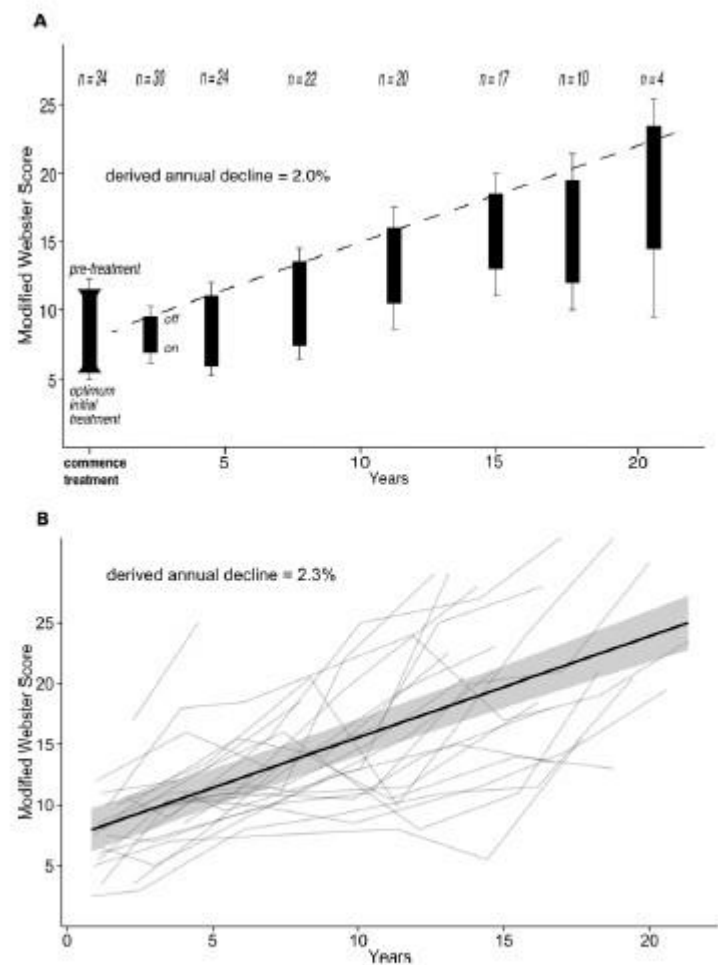 A
n = 34 n = 30 n = 24 n = 22 n = 20 n = 17 n = 10 n = 4
25
derived annual decline = 2.0%
20
Modified Webster Score
15
pre-treatment
10
off
on
5
optimum
initial
treatment
commence
treatment
5 10 15 20
Years
B
derived annual decline = 2.3%
25
20
Modified Webster Score
15
10
5
0 5 10 15 20
Years